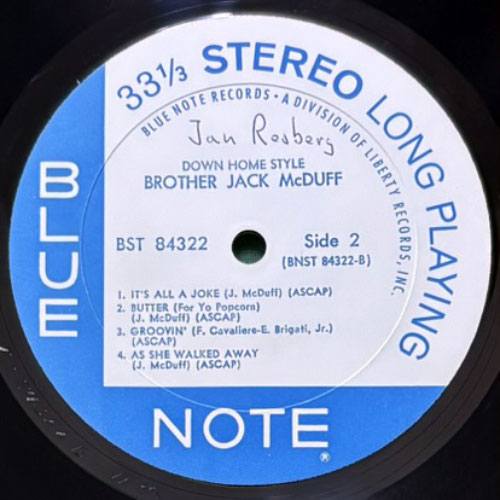 33⅓ STEREO LONG PLAYING
BLUE NOTE RECORDS • A DIVISION OF LIBERTY RECORDS, INC.
Jan Rosberg
DOWN HOME STYLE
BROTHER JACK McDUFF
BST 84322
Side 2
(BNST 84322-B)
1. IT'S ALL A JOKE (J. McDuff) (ASCAP)
2. BUTTER (For Yo Popcorn)
(J. McDuff) (ASCAP)
3. GROOVIN' (F. Cavaliere-E. Brigati, Jr.)
(ASCAP)
4. AS SHE WALKED AWAY
(J. McDuff) (ASCAP)
BLUE
NOTE®